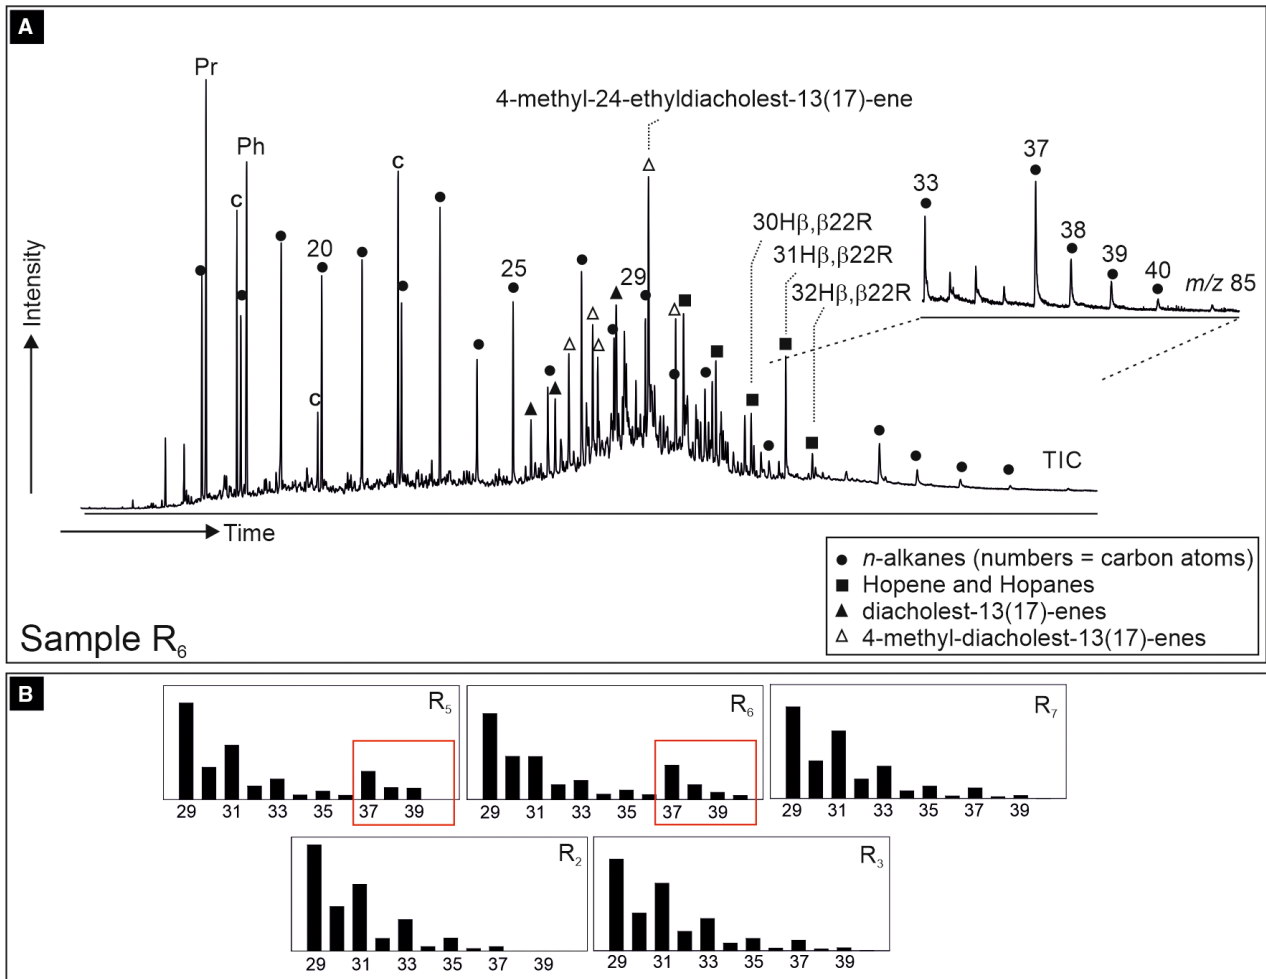 A
Pr
Ph
c
c
c
20
25
29
4-methyl-24-ethyldiacholest-13(17)-ene
30Hβ,β22R
31Hβ,β22R
32Hβ,β22R
33
37
38
39
40
m/z 85
TIC
Intensity
Time
n-alkanes (numbers = carbon atoms)
Hopene and Hopanes
diacholest-13(17)-enes
4-methyl-diacholest-13(17)-enes
Sample R₆
B
R₅
29 31 33 35 37 39
R₆
29 31 33 35 37 39
R₇
29 31 33 35 37 39
R₂
29 31 33 35 37 39
R₃
29 31 33 35 37 39